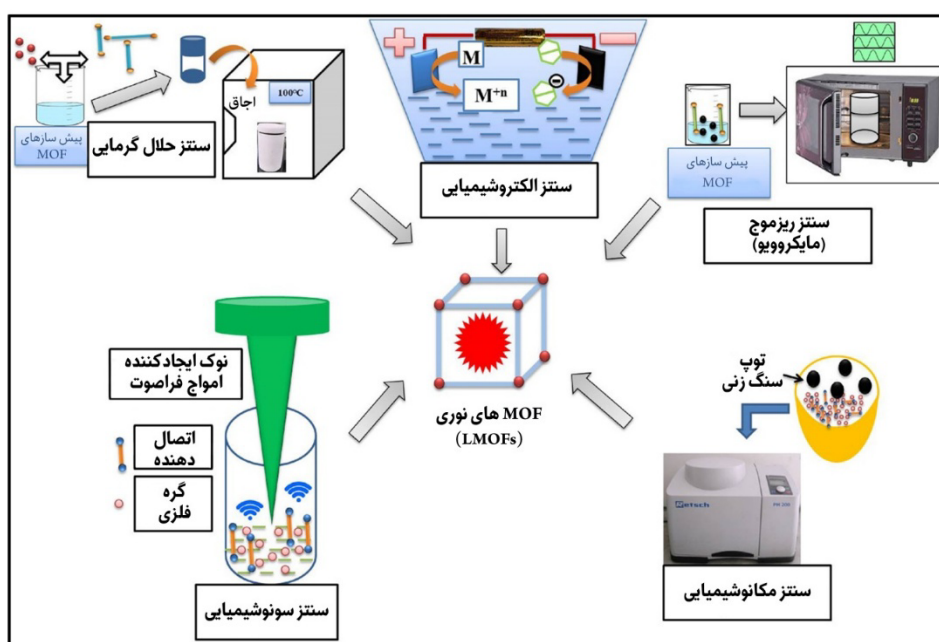 پیش سازهای
MOF
سنتز حلال گرمایی
اجاق
100°C
M
M+n
سنتز الکتروشیمیایی
پیش سازهای
MOF
سنتز ریزموج
(مایکروویو)
MOF های نوری
(LMOFs)
نوک ایجادکننده
امواج فراصوت
اتصال
دهنده
گره
فلزی
سنتز سونوشیمیایی
توپ
سنگ زنی
Retsch
سنتز مکانوشیمیایی